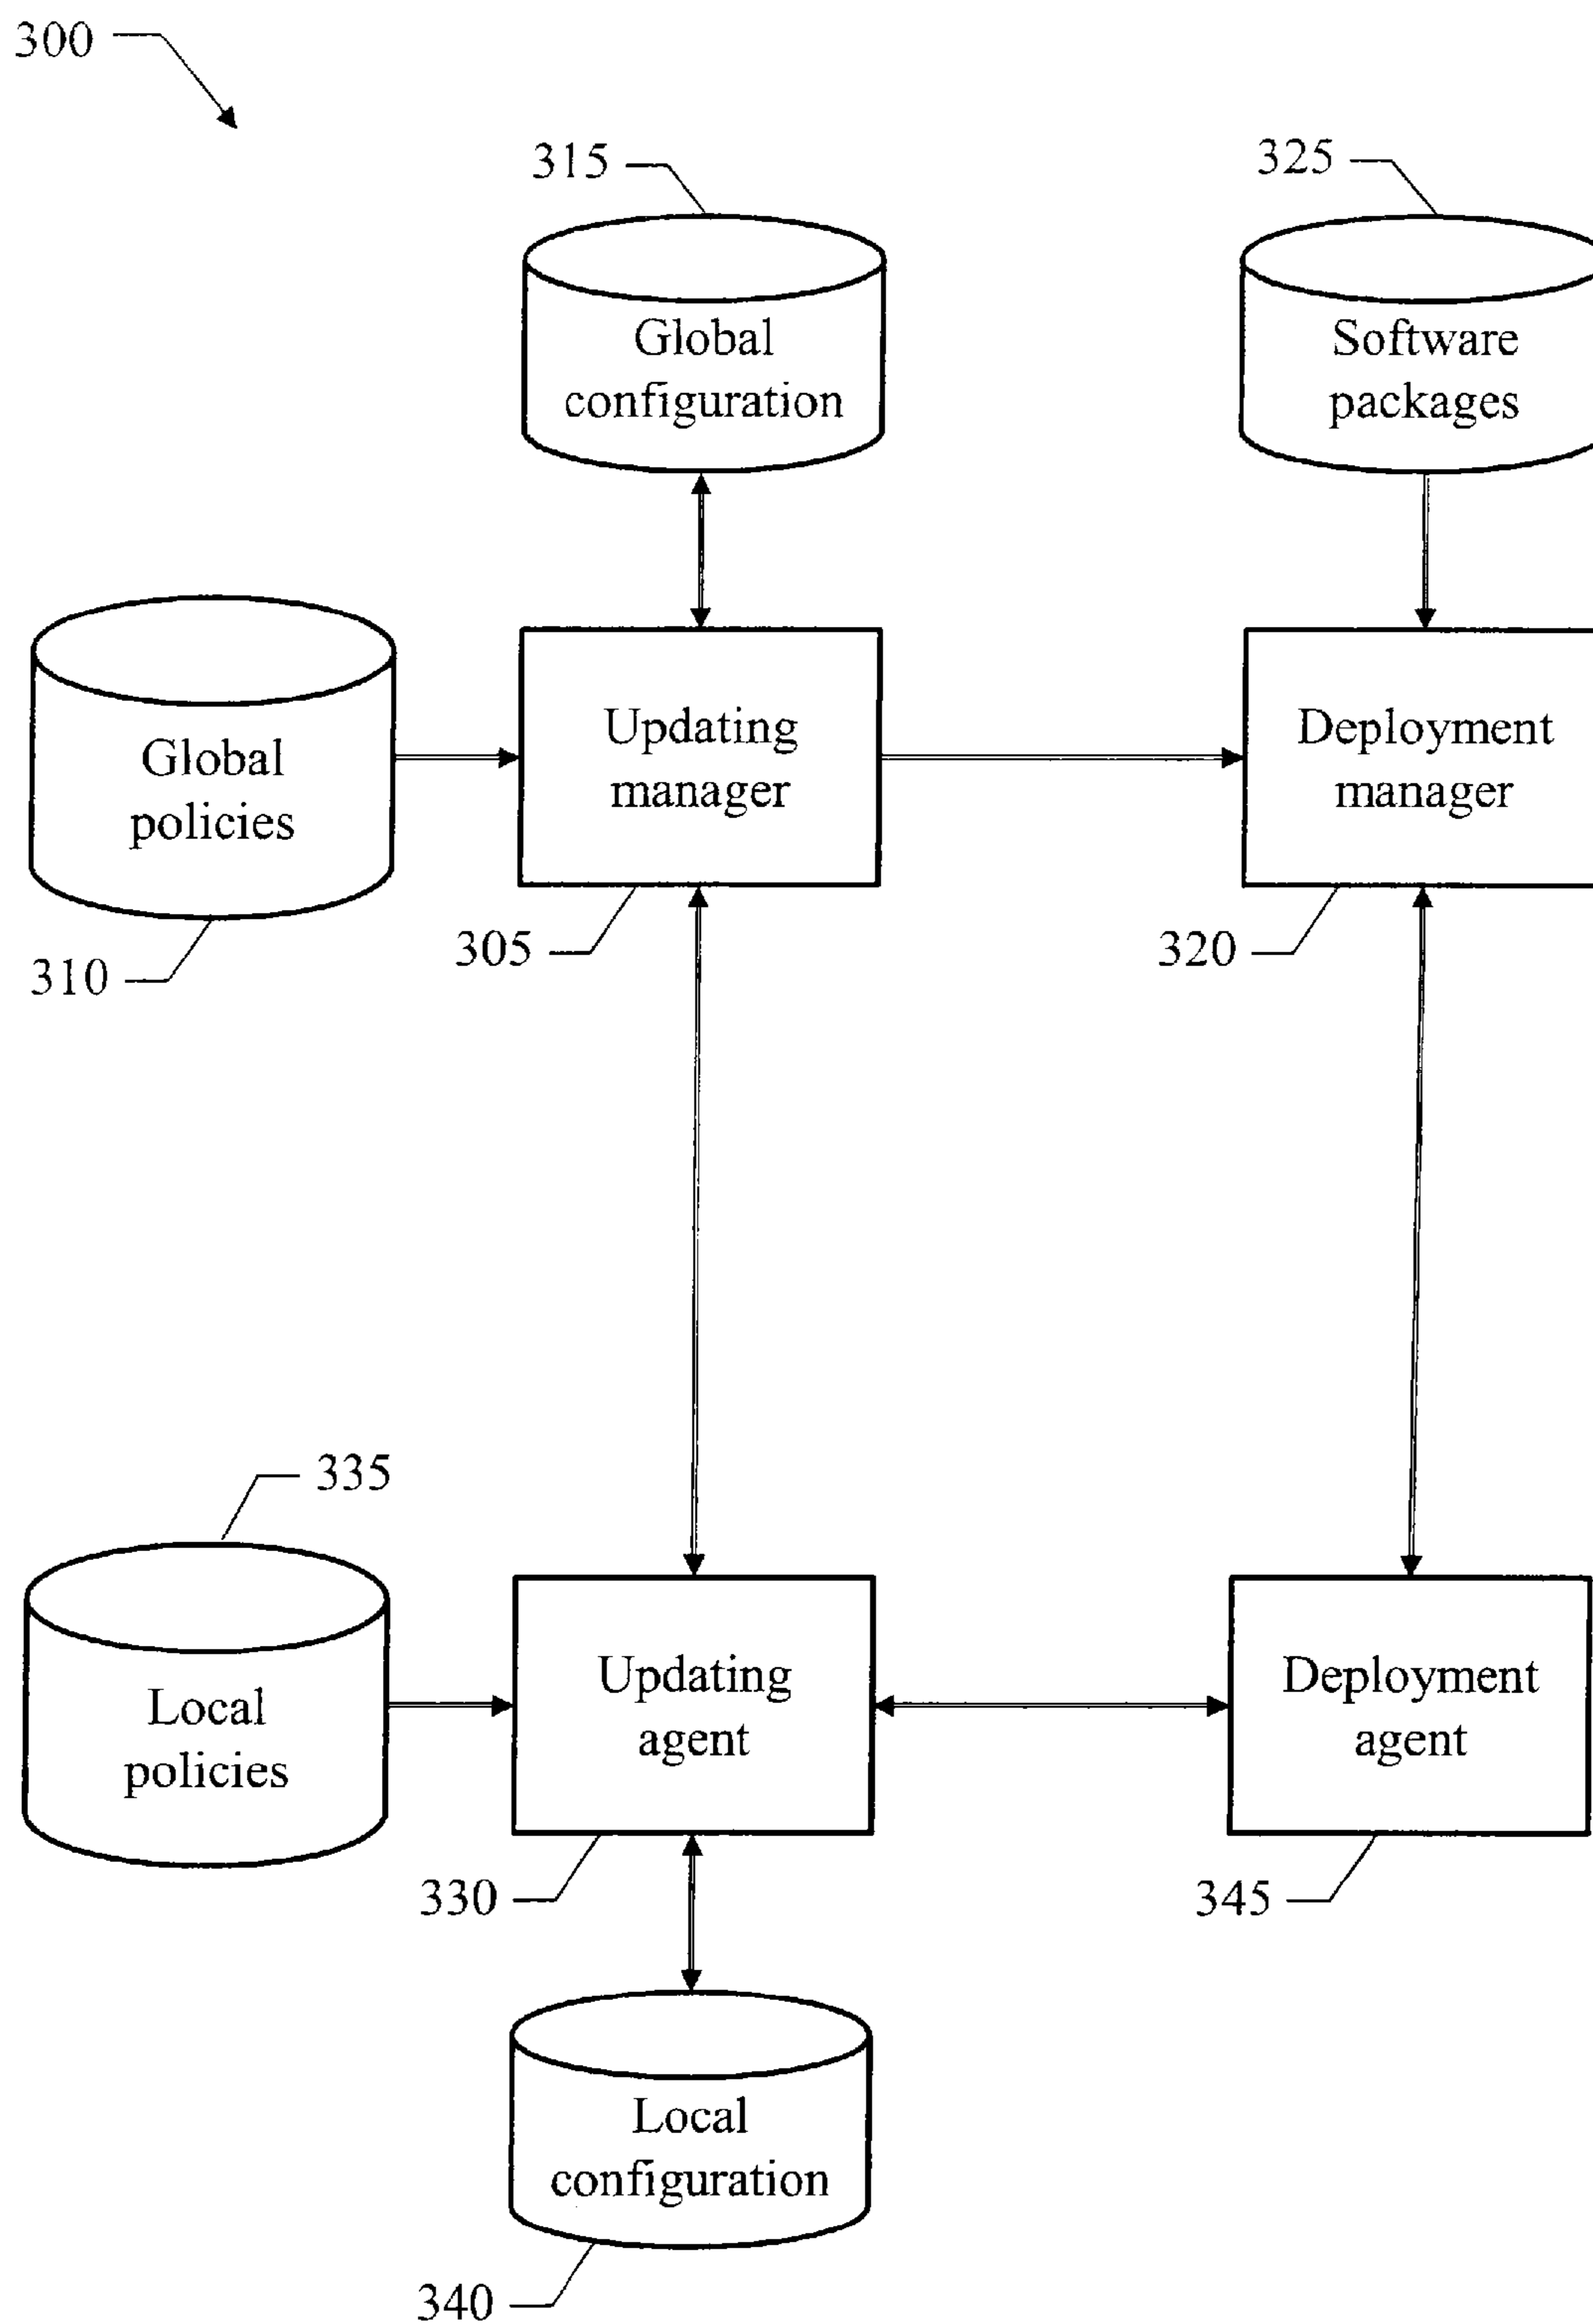 300
315
325
Global
configuration
Software
packages
Global
policies
Updating
manager
Deployment
manager
310
305
320
335
Local
policies
Updating
agent
Deployment
agent
330
345
Local
configuration
340